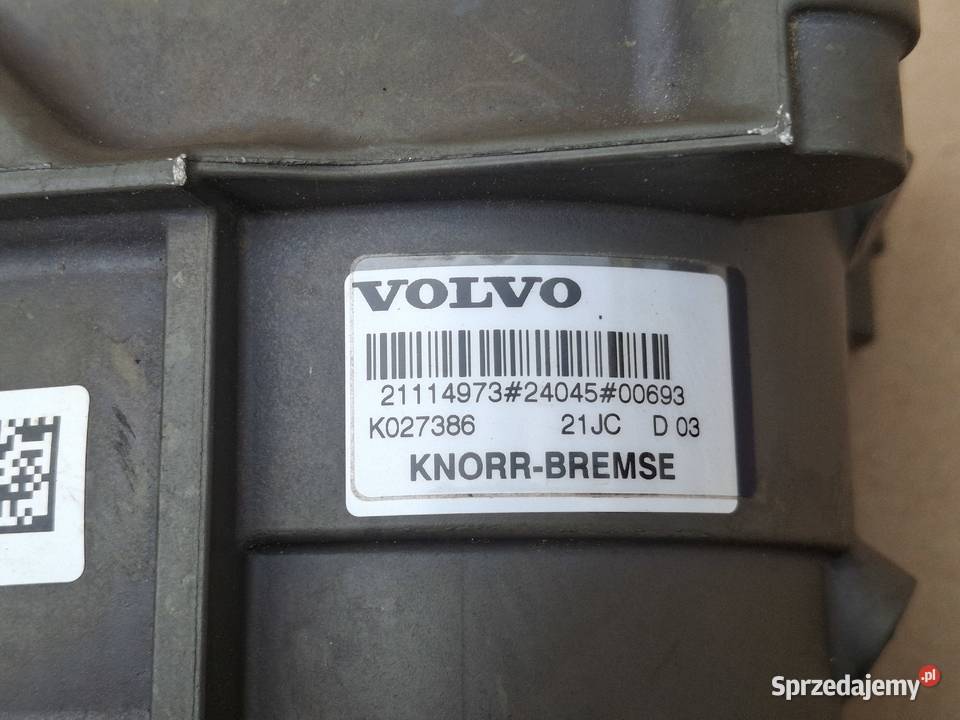 VOLVO
21114973#24045#00693
K027386 21JC D 03
KNORR-BREMSE
Sprzedajemy.pl